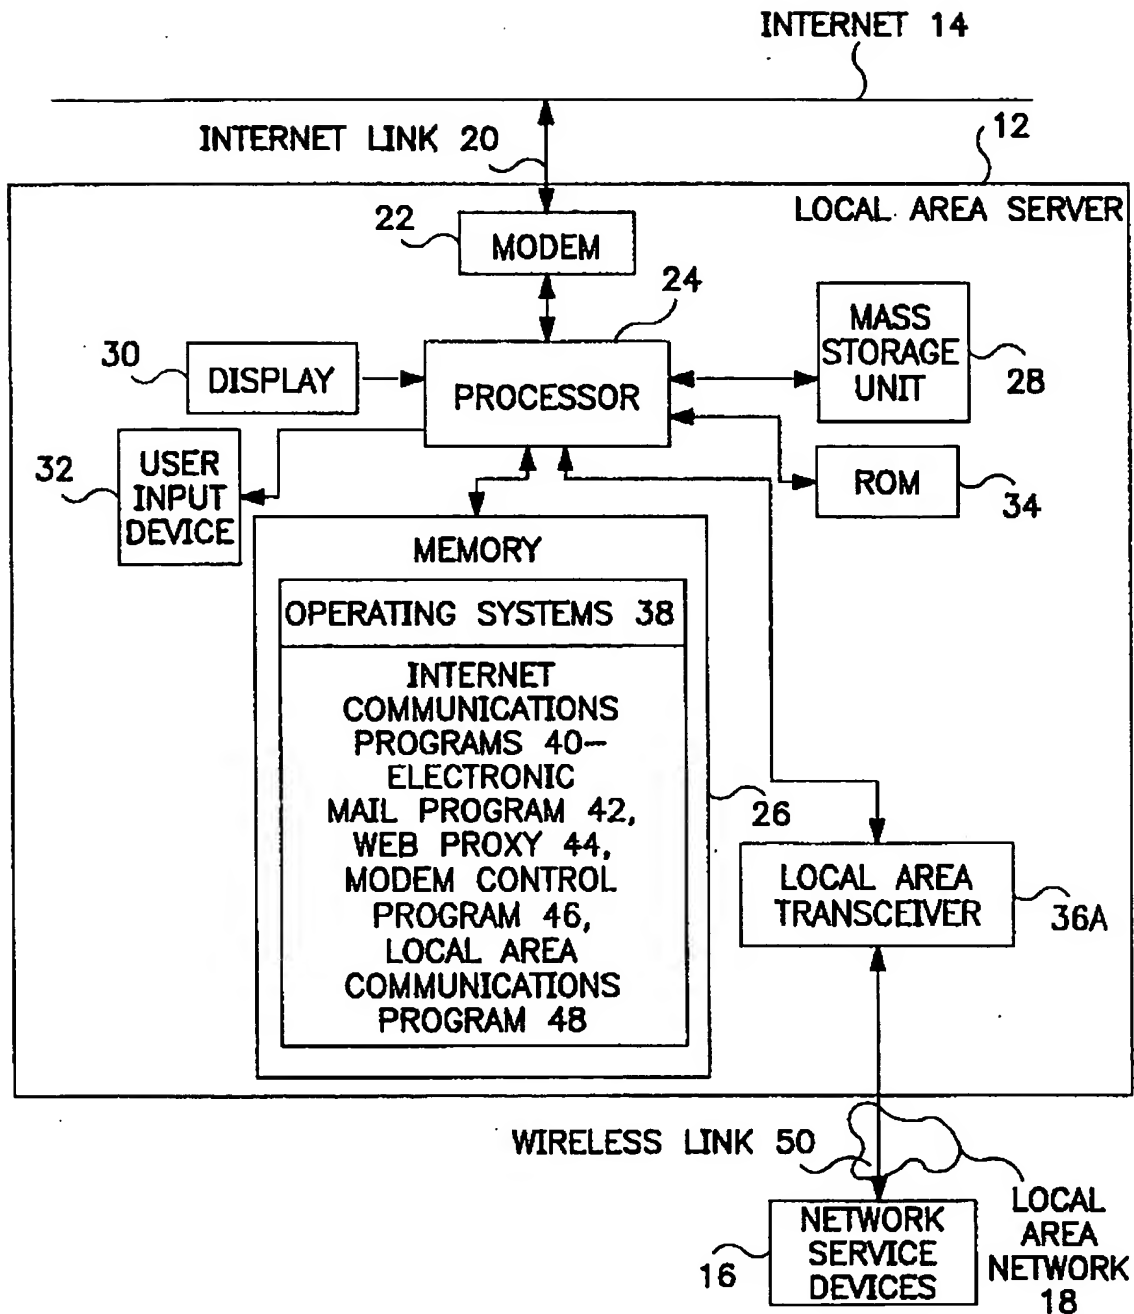 INTERNET 14
INTERNET LINK 20
12
LOCAL AREA SERVER
22
MODEM
24
30
DISPLAY
PROCESSOR
MASS
STORAGE
UNIT
28
32
USER
INPUT
DEVICE
ROM
34
MEMORY
OPERATING SYSTEMS 38
INTERNET
COMMUNICATIONS
PROGRAMS 40-
ELECTRONIC
MAIL PROGRAM 42,
WEB PROXY 44,
MODEM CONTROL
PROGRAM 46,
LOCAL AREA
COMMUNICATIONS
PROGRAM 48
26
LOCAL AREA
TRANSCEIVER
36A
WIRELESS LINK 50
NETWORK
SERVICE
DEVICES
16
LOCAL
AREA
NETWORK
18